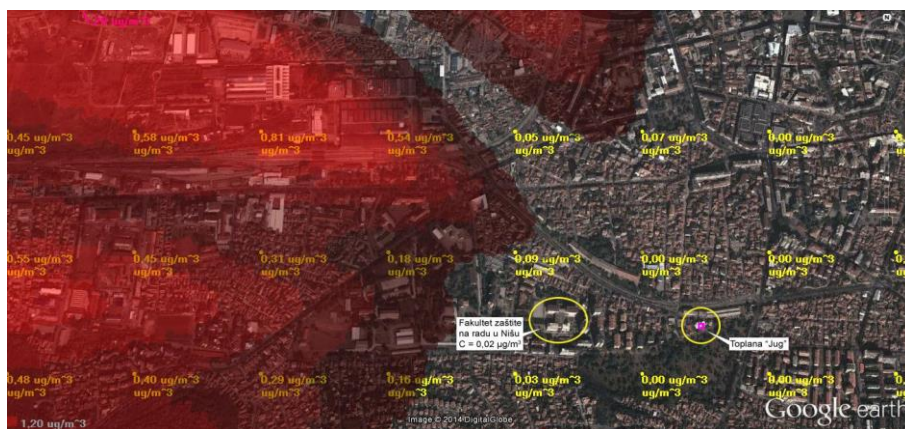 0,45 ug/m^3 0,58 ug/m^3 0,81 ug/m^3 0,54 ug/m^3 0,05 ug/m^3 0,07 ug/m^3 0,00 ug/m^3
ug/m^3 ug/m^3 ug/m^3 ug/m^3 ug/m^3 ug/m^3 ug/m^3
0,55 ug/m^3 0,45 ug/m^3 0,31 ug/m^3 0,18 ug/m^3 0,09 ug/m^3 0,00 ug/m^3 0,00 ug/m^3
ug/m^3 ug/m^3 ug/m^3 ug/m^3 ug/m^3 ug/m^3 ug/m^3
Fakultet zaštite
na radu u Nišu
C = 0,02 µg/m³
Toplana "Jug"
0,48 ug/m^3 0,40 ug/m^3 0,29 ug/m^3 0,16 ug/m^3 0,03 ug/m^3 0,00 ug/m^3 0,00 ug/m^3
ug/m^3 ug/m^3 ug/m^3 ug/m^3 ug/m^3 ug/m^3
1,20 ug/m^3
Image © 2014 DigitalGlobe
Google earth